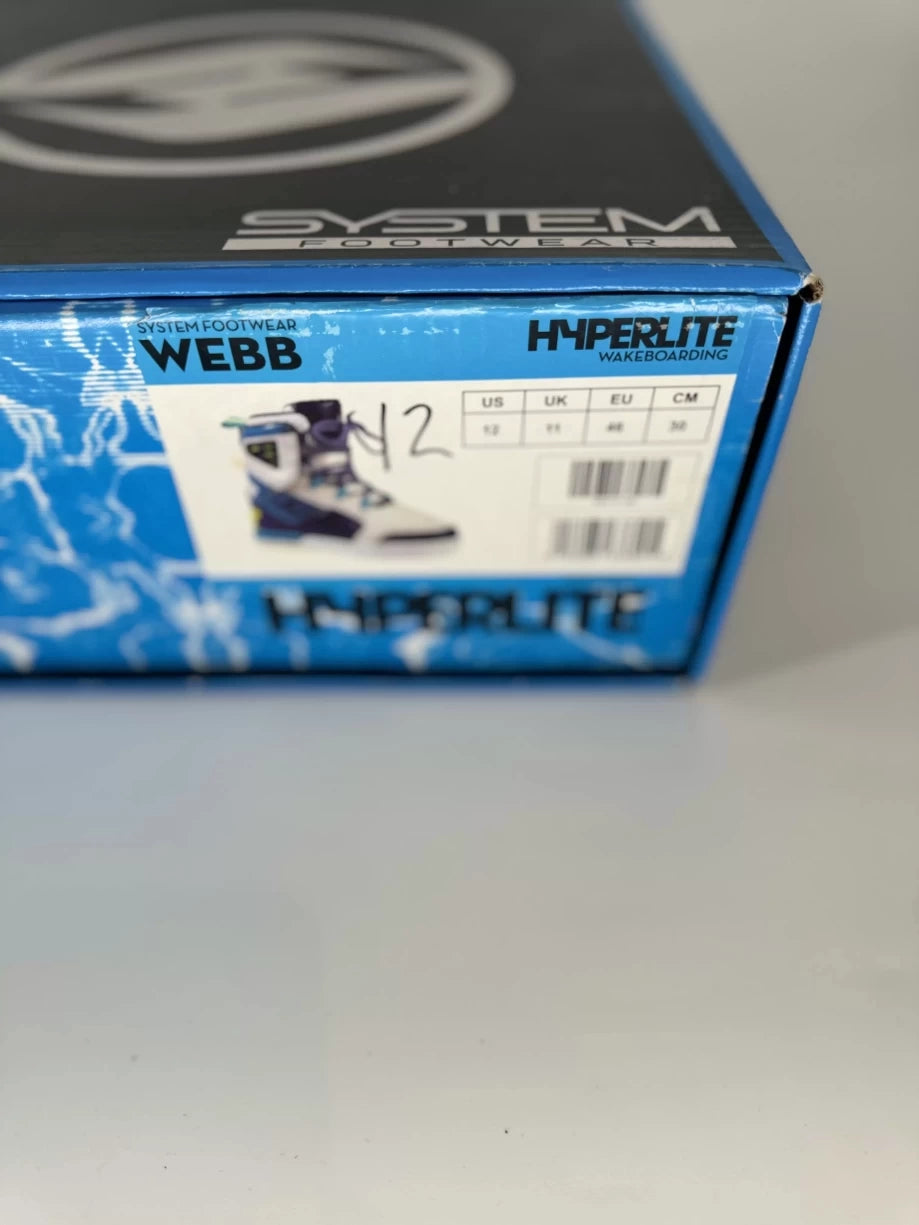 SYSTEM
FOOTWEAR
SYSTEM FOOTWEAR
WEBB
HYPERLITE
WAKEBOARDING
US UK EU CM
12 11 46 30
12
HYPERLITE